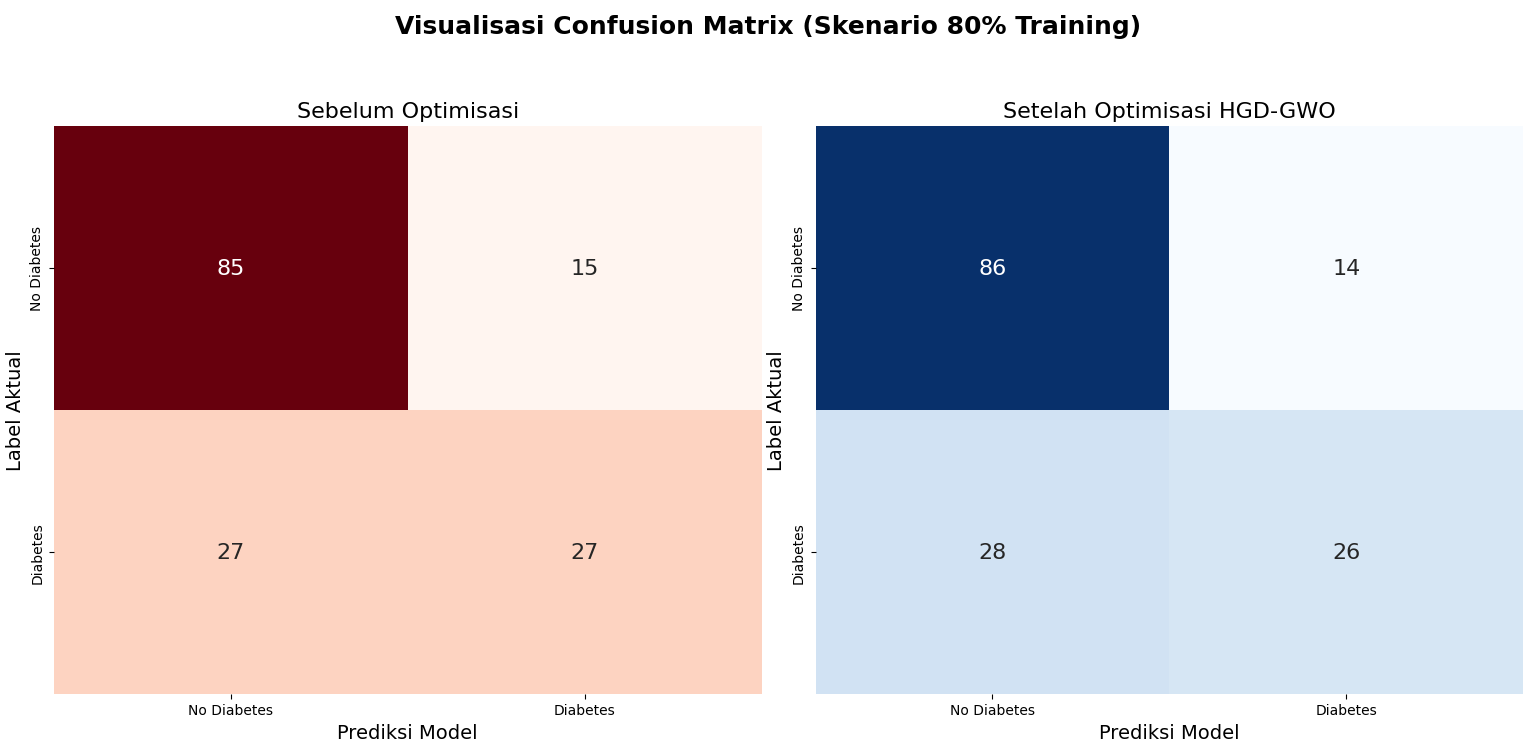 Visualisasi Confusion Matrix (Skenario 80% Training)
Sebelum Optimisasi
Label Aktual
No Diabetes
85
15
Diabetes
27
27
No Diabetes
Diabetes
Prediksi Model
Setelah Optimisasi HGD-GWO
Label Aktual
No Diabetes
86
14
Diabetes
28
26
No Diabetes
Diabetes
Prediksi Model